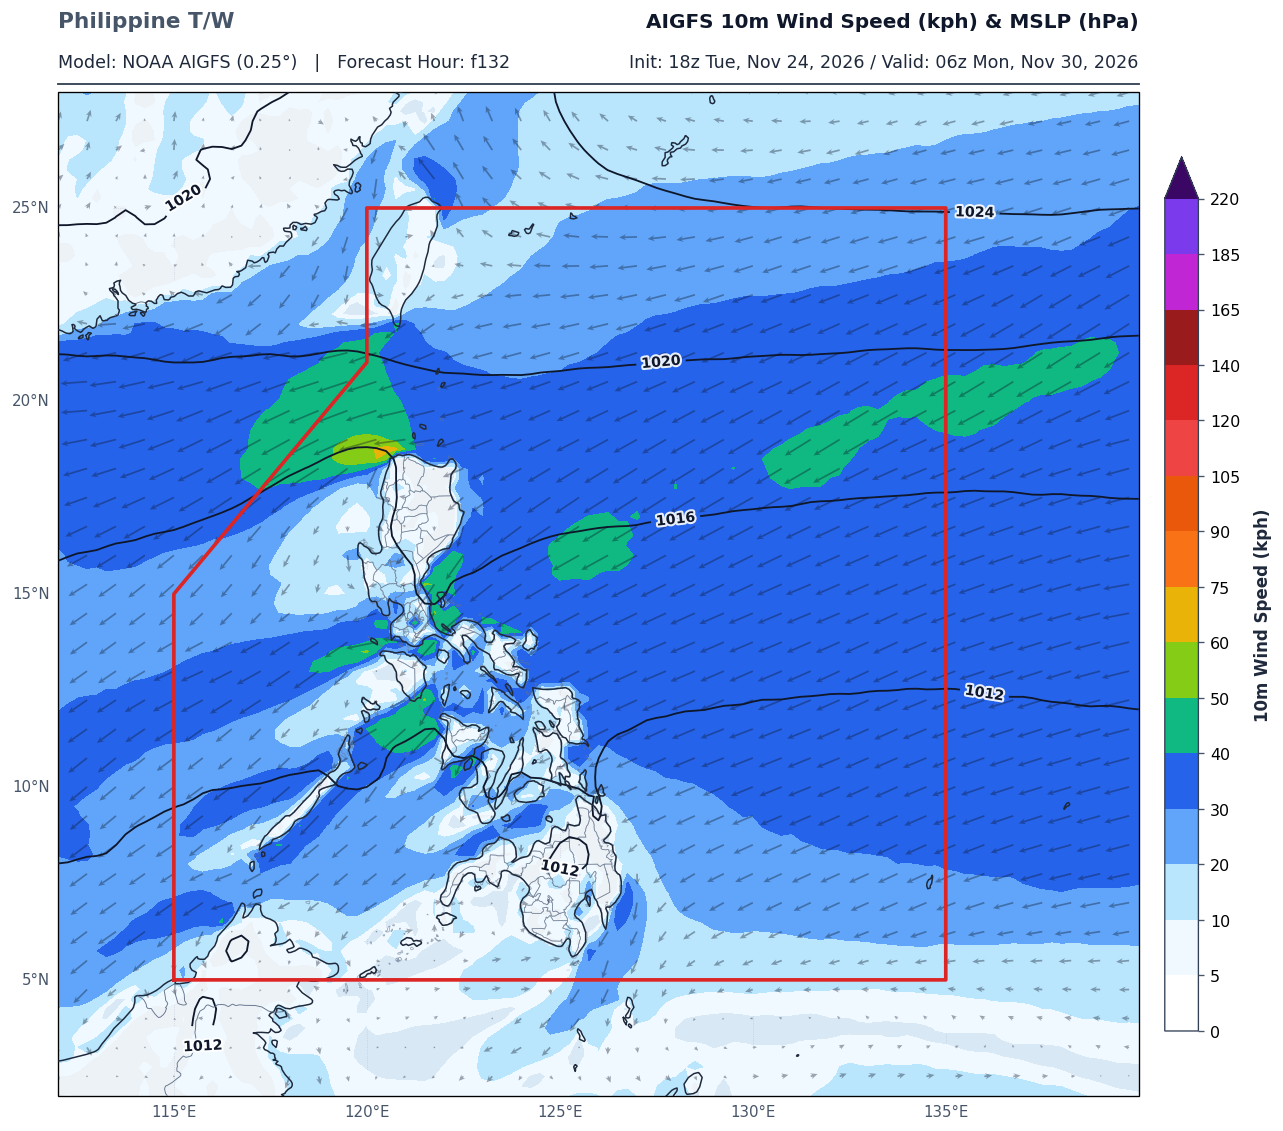 Philippine T/W
AIGFS 10m Wind Speed (kph) & MSLP (hPa)
Model: NOAA AIGFS (0.25°) | Forecast Hour: f132
Init: 18z Tue, Nov 24, 2026 / Valid: 06z Mon, Nov 30, 2026
1020
1024
1020
1016
1012
1012
1012
25°N
20°N
15°N
10°N
5°N
115°E
120°E
125°E
130°E
135°E
220
185
165
140
120
105
90
75
60
50
40
30
20
10
5
0
10m Wind Speed (kph)